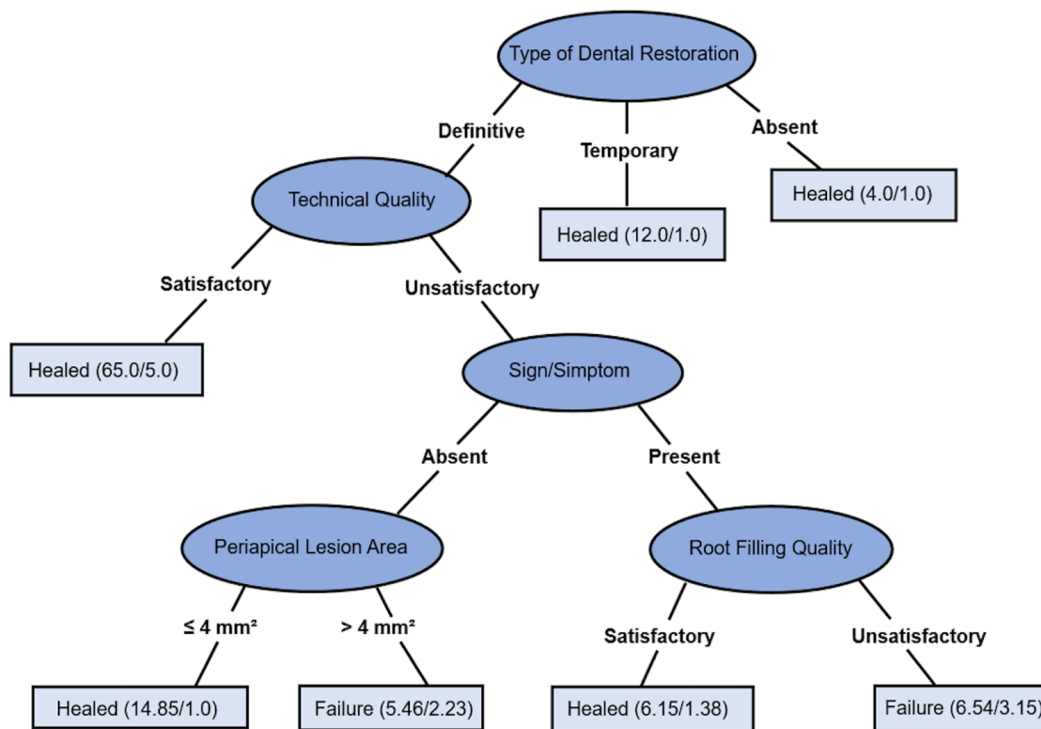 Type of Dental Restoration
Definitive
Temporary
Absent
Technical Quality
Healed (12.0/1.0)
Healed (4.0/1.0)
Satisfactory
Unsatisfactory
Healed (65.0/5.0)
Sign/Simptom
Absent
Present
Periapical Lesion Area
Root Filling Quality
≤ 4 mm²
> 4 mm²
Satisfactory
Unsatisfactory
Healed (14.85/1.0)
Failure (5.46/2.23)
Healed (6.15/1.38)
Failure (6.54/3.15)